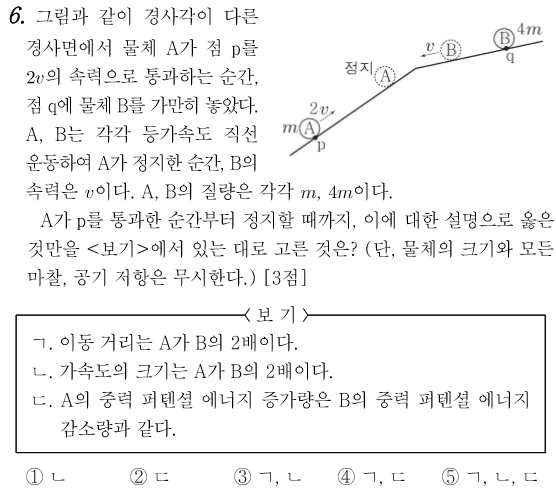 6. 그림과 같이 경사각이 다른
경사면에서 물체 A가 점 p를
2v의 속력으로 통과하는 순간,
점 q에 물체 B를 가만히 놓았다.
A, B는 각각 등가속도 직선
운동하여 A가 정지한 순간, B의
속력은 v이다. A, B의 질량은 각각 m, 4m이다.
B 4m
v B
q
정지 A
2v
m A
p
A가 p를 통과한 순간부터 정지할 때까지, 이에 대한 설명으로 옳은
것만을 <보기>에서 있는 대로 고른 것은? (단, 물체의 크기와 모든
마찰, 공기 저항은 무시한다.) [3점]
<보 기>
ㄱ. 이동 거리는 A가 B의 2배이다.
ㄴ. 가속도의 크기는 A가 B의 2배이다.
ㄷ. A의 중력 퍼텐셜 에너지 증가량은 B의 중력 퍼텐셜 에너지
감소량과 같다.
① ㄴ ② ㄷ ③ ㄱ, ㄴ ④ ㄱ, ㄷ ⑤ ㄱ, ㄴ, ㄷ